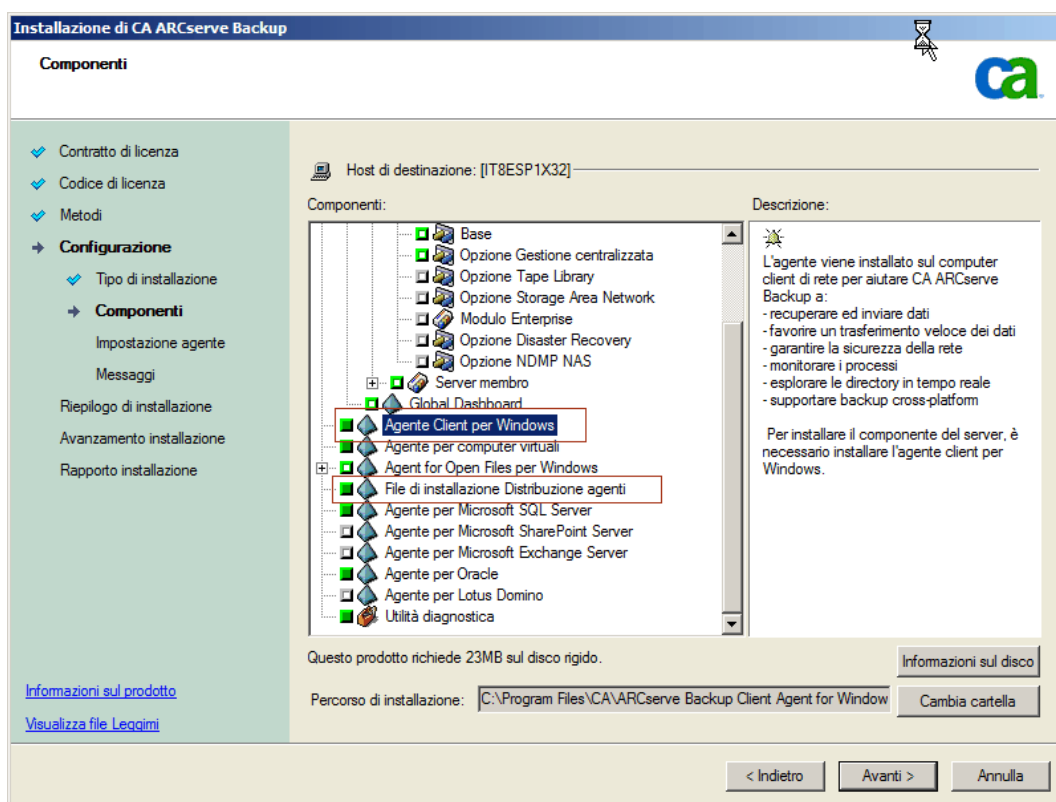 Installazione di CA ARCserve Backup
Componenti
ca
Contratto di licenza
Codice di licenza
Metodi
Configurazione
Tipo di installazione
Componenti
Impostazione agente
Messaggi
Riepilogo di installazione
Avanzamento installazione
Rapporto installazione
Informazioni sul prodotto
Visualizza file Leggimi
Host di destinazione: [IT8ESP1X32]
Componenti:
Base
Opzione Gestione centralizzata
Opzione Tape Library
Opzione Storage Area Network
Modulo Enterprise
Opzione Disaster Recovery
Opzione NDMP NAS
Server membro
Global Dashboard
Agente Client per Windows
Agente per computer virtuali
Agent for Open Files per Windows
File di installazione Distribuzione agenti
Agente per Microsoft SQL Server
Agente per Microsoft SharePoint Server
Agente per Microsoft Exchange Server
Agente per Oracle
Agente per Lotus Domino
Utilità diagnostica
Descrizione:
L'agente viene installato sul computer
client di rete per aiutare CA ARCserve
Backup a:
- recuperare ed inviare dati
- favorire un trasferimento veloce dei dati
- garantire la sicurezza della rete
- monitorare i processi
- esplorare le directory in tempo reale
- supportare backup cross-platform
Per installare il componente del server, è
necessario installare l'agente client per
Windows.
Questo prodotto richiede 23MB sul disco rigido.
Informazioni sul disco
Percorso di installazione:
C:\Program Files\CA\ARCserve Backup Client Agent for Window
Cambia cartella
< Indietro
Avanti >
Annulla